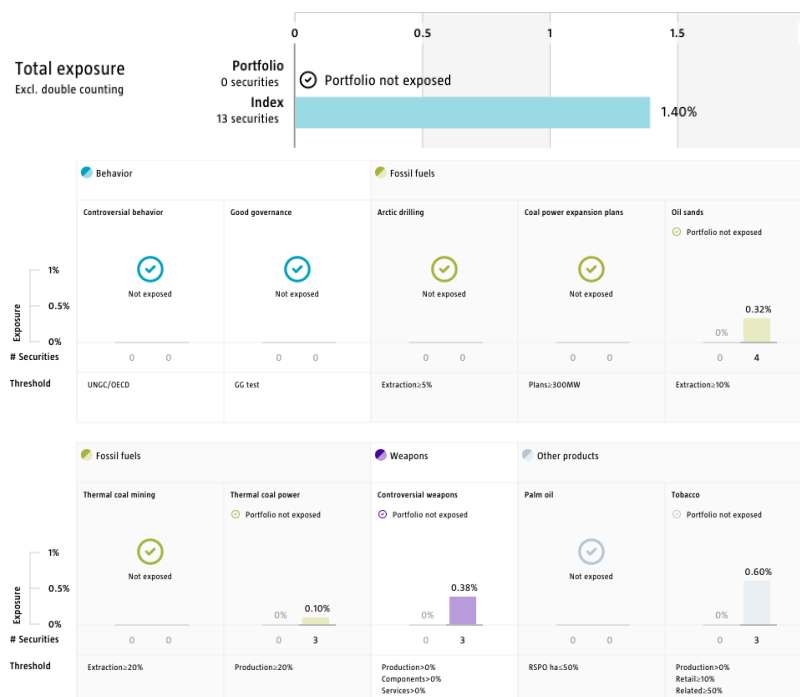 0 0.5 1 1.5
Total exposure
Excl. double counting
Portfolio
0 securities
Portfolio not exposed
Index
13 securities
1.40%
Behavior Fossil fuels
Controversial behavior Good governance Arctic drilling Coal power expansion plans Oil sands
Portfolio not exposed
Not exposed Not exposed Not exposed Not exposed
Exposure
1%
0.5%
0%
0% 0.32%
# Securities 0 0 0 0 0 0 0 0 0 4
Threshold UNGC/OECD GG test Extraction≥5% Plans≥300MW Extraction≥10%
Fossil fuels Weapons Other products
Thermal coal mining Thermal coal power Controversial weapons Palm oil Tobacco
Portfolio not exposed Portfolio not exposed Portfolio not exposed
Not exposed Not exposed
Exposure
1%
0.5%
0%
0% 0.10% 0% 0.38% 0% 0.60%
# Securities 0 0 0 3 0 3 0 0 0 3
Threshold Extraction≥20% Production≥20% Production>0% RSPO ha≤50% Production>0%
Components>0% Retail≥10%
Services>0% Related≥50%